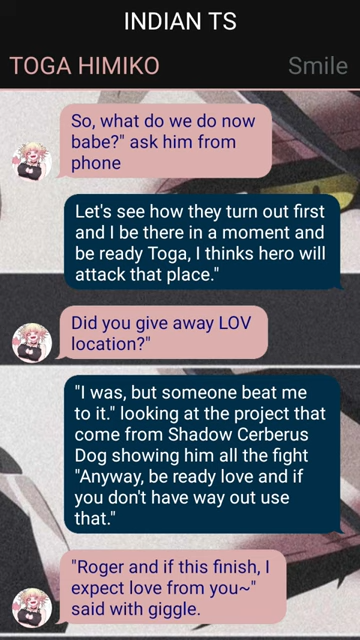 INDIAN TS
TOGA HIMIKO
Smile
So, what do we do now
babe?" ask him from
phone
Let's see how they turn out first
and I be there in a moment and
be ready Toga, I thinks hero will
attack that place."
Did you give away LOV
location?"
"I was, but someone beat me
to it." looking at the project that
come from Shadow Cerberus
Dog showing him all the fight
"Anyway, be ready love and if
you don't have way out use
that."
"Roger and if this finish, I
expect love from you~"
said with giggle.